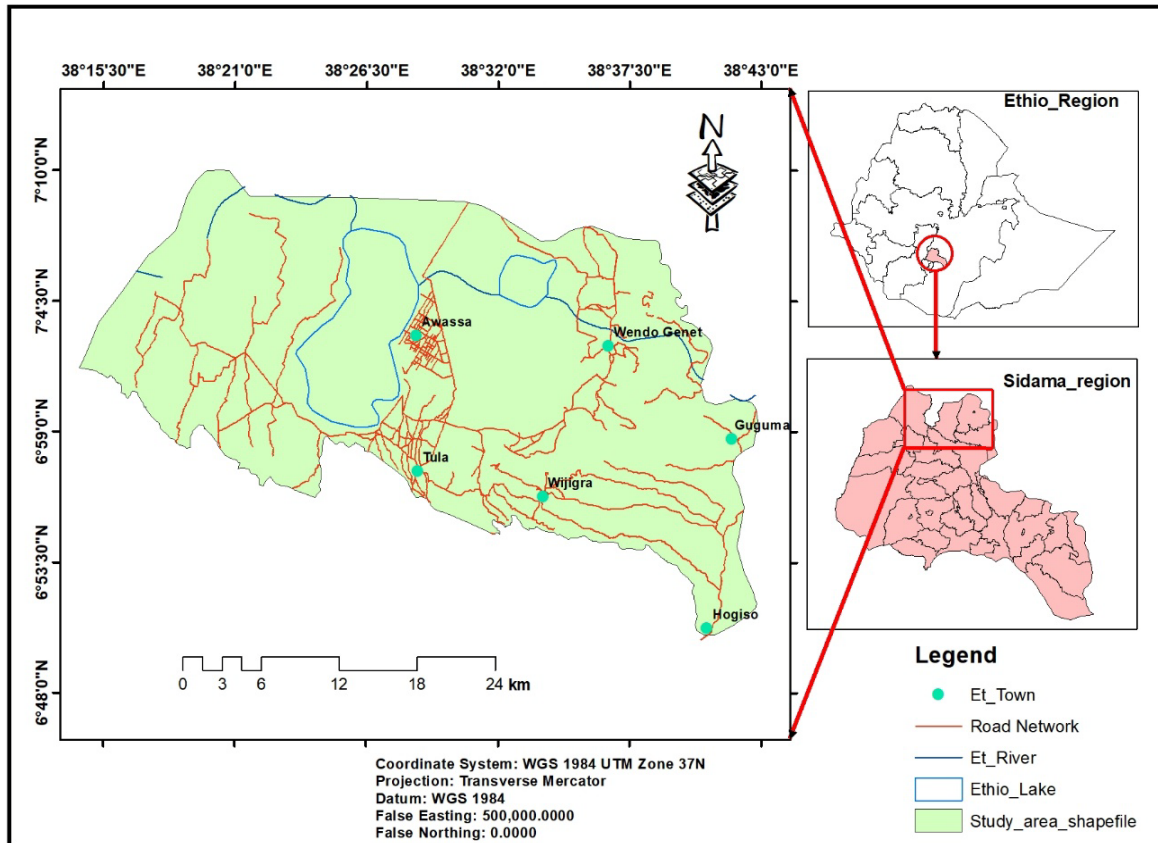 38°15'30"E 38°21'0"E 38°26'30"E 38°32'0"E 38°37'30"E 38°43'0"E
7°10'0"N
7°4'30"N
6°59'0"N
6°53'30"N
6°48'0"N
N
Awassa
Wendo Genet
Guguma
Tula
Wijigra
Hogiso
0 3 6 12 18 24 km
Coordinate System: WGS 1984 UTM Zone 37N
Projection: Transverse Mercator
Datum: WGS 1984
False Easting: 500,000.0000
False Northing: 0.0000
Ethio_Region
Sidama_region
Legend
Et_Town
Road Network
Et_River
Ethio_Lake
Study_area_shapefile